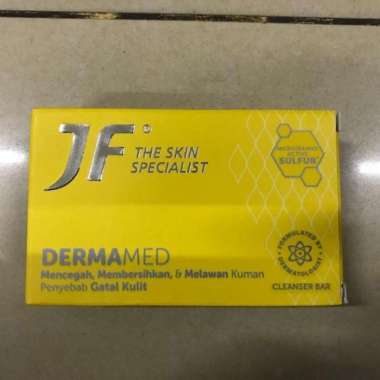 JF®
THE SKIN
SPECIALIST
MICROGRANUL
ACTIVE
SULFUR
DERMAMED
Mencegah, Membersihkan, & Melawan Kuman
Penyebab Gatal Kulit
FORMULATED BY
DERMATOLOGIST
CLEANSER BAR